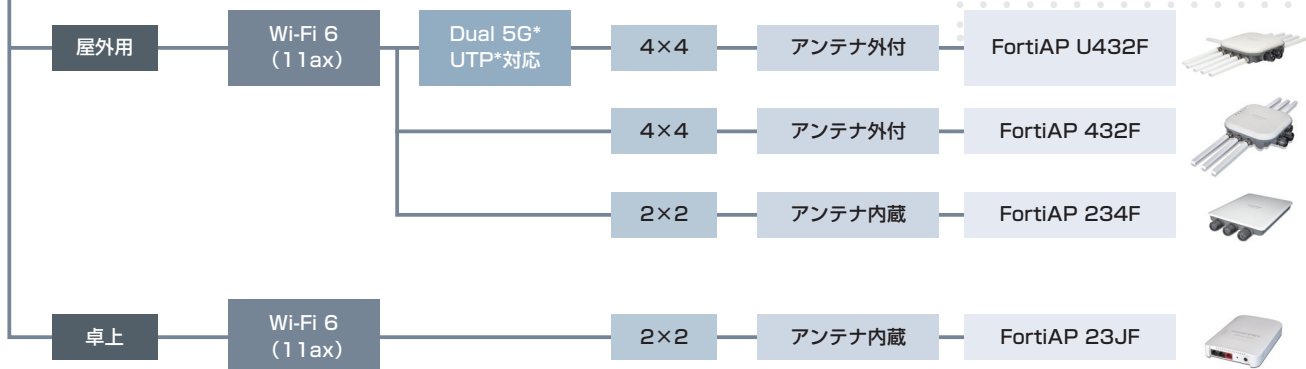 屋外用
Wi-Fi 6
（11ax）
Dual 5G*
UTP*対応
4×4
アンテナ外付
FortiAP U432F
4×4
アンテナ外付
FortiAP 432F
2×2
アンテナ内蔵
FortiAP 234F
卓上
Wi-Fi 6
（11ax）
2×2
アンテナ内蔵
FortiAP 23JF